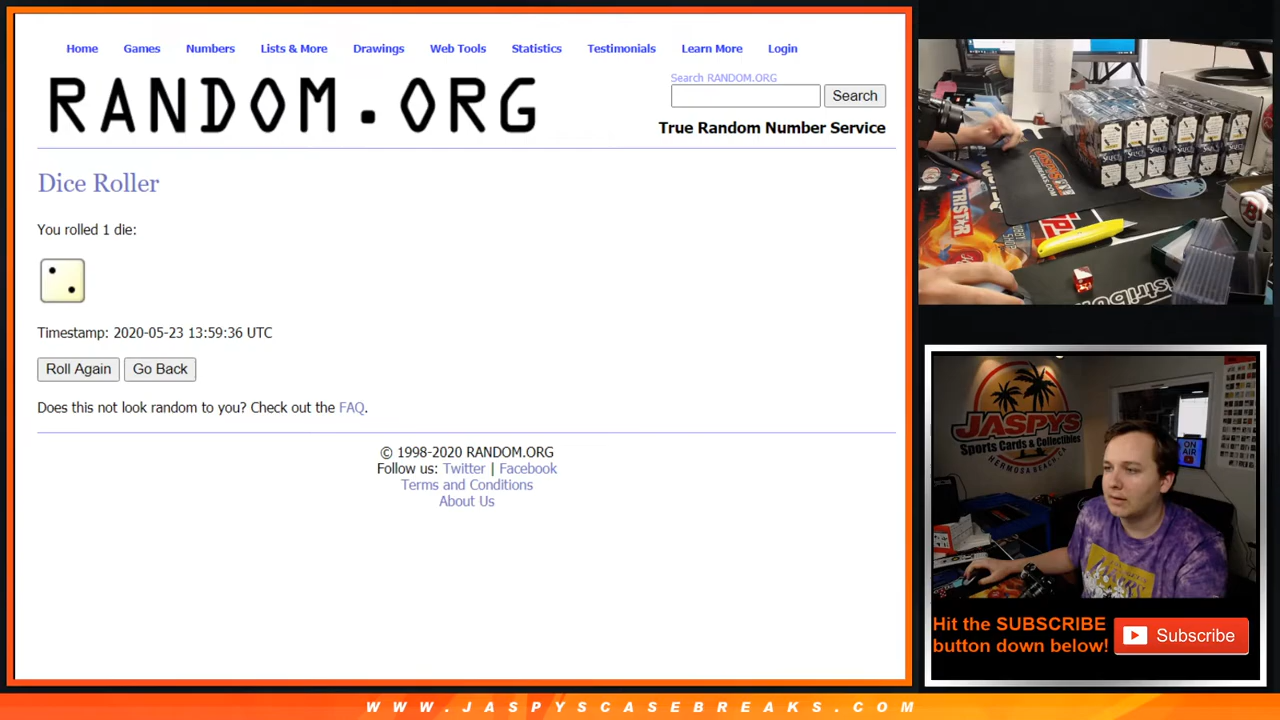 Home Games Numbers Lists & More Drawings Web Tools Statistics Testimonials Learn More Login
RANDOM.ORG
Search RANDOM.ORG
Search
True Random Number Service
Dice Roller
You rolled 1 die:
Timestamp: 2020-05-23 13:59:36 UTC
Roll Again Go Back
Does this not look random to you? Check out the FAQ.
© 1998-2020 RANDOM.ORG
Follow us: Twitter | Facebook
Terms and Conditions
About Us
TRISTAR
JASPYS
Sports Cards & Collectibles
HERMOSA BEACH, CA
ON
AIR
Hit the SUBSCRIBE
button down below!
Subscribe
WWW.JASPYSCASEBREAKS.COM